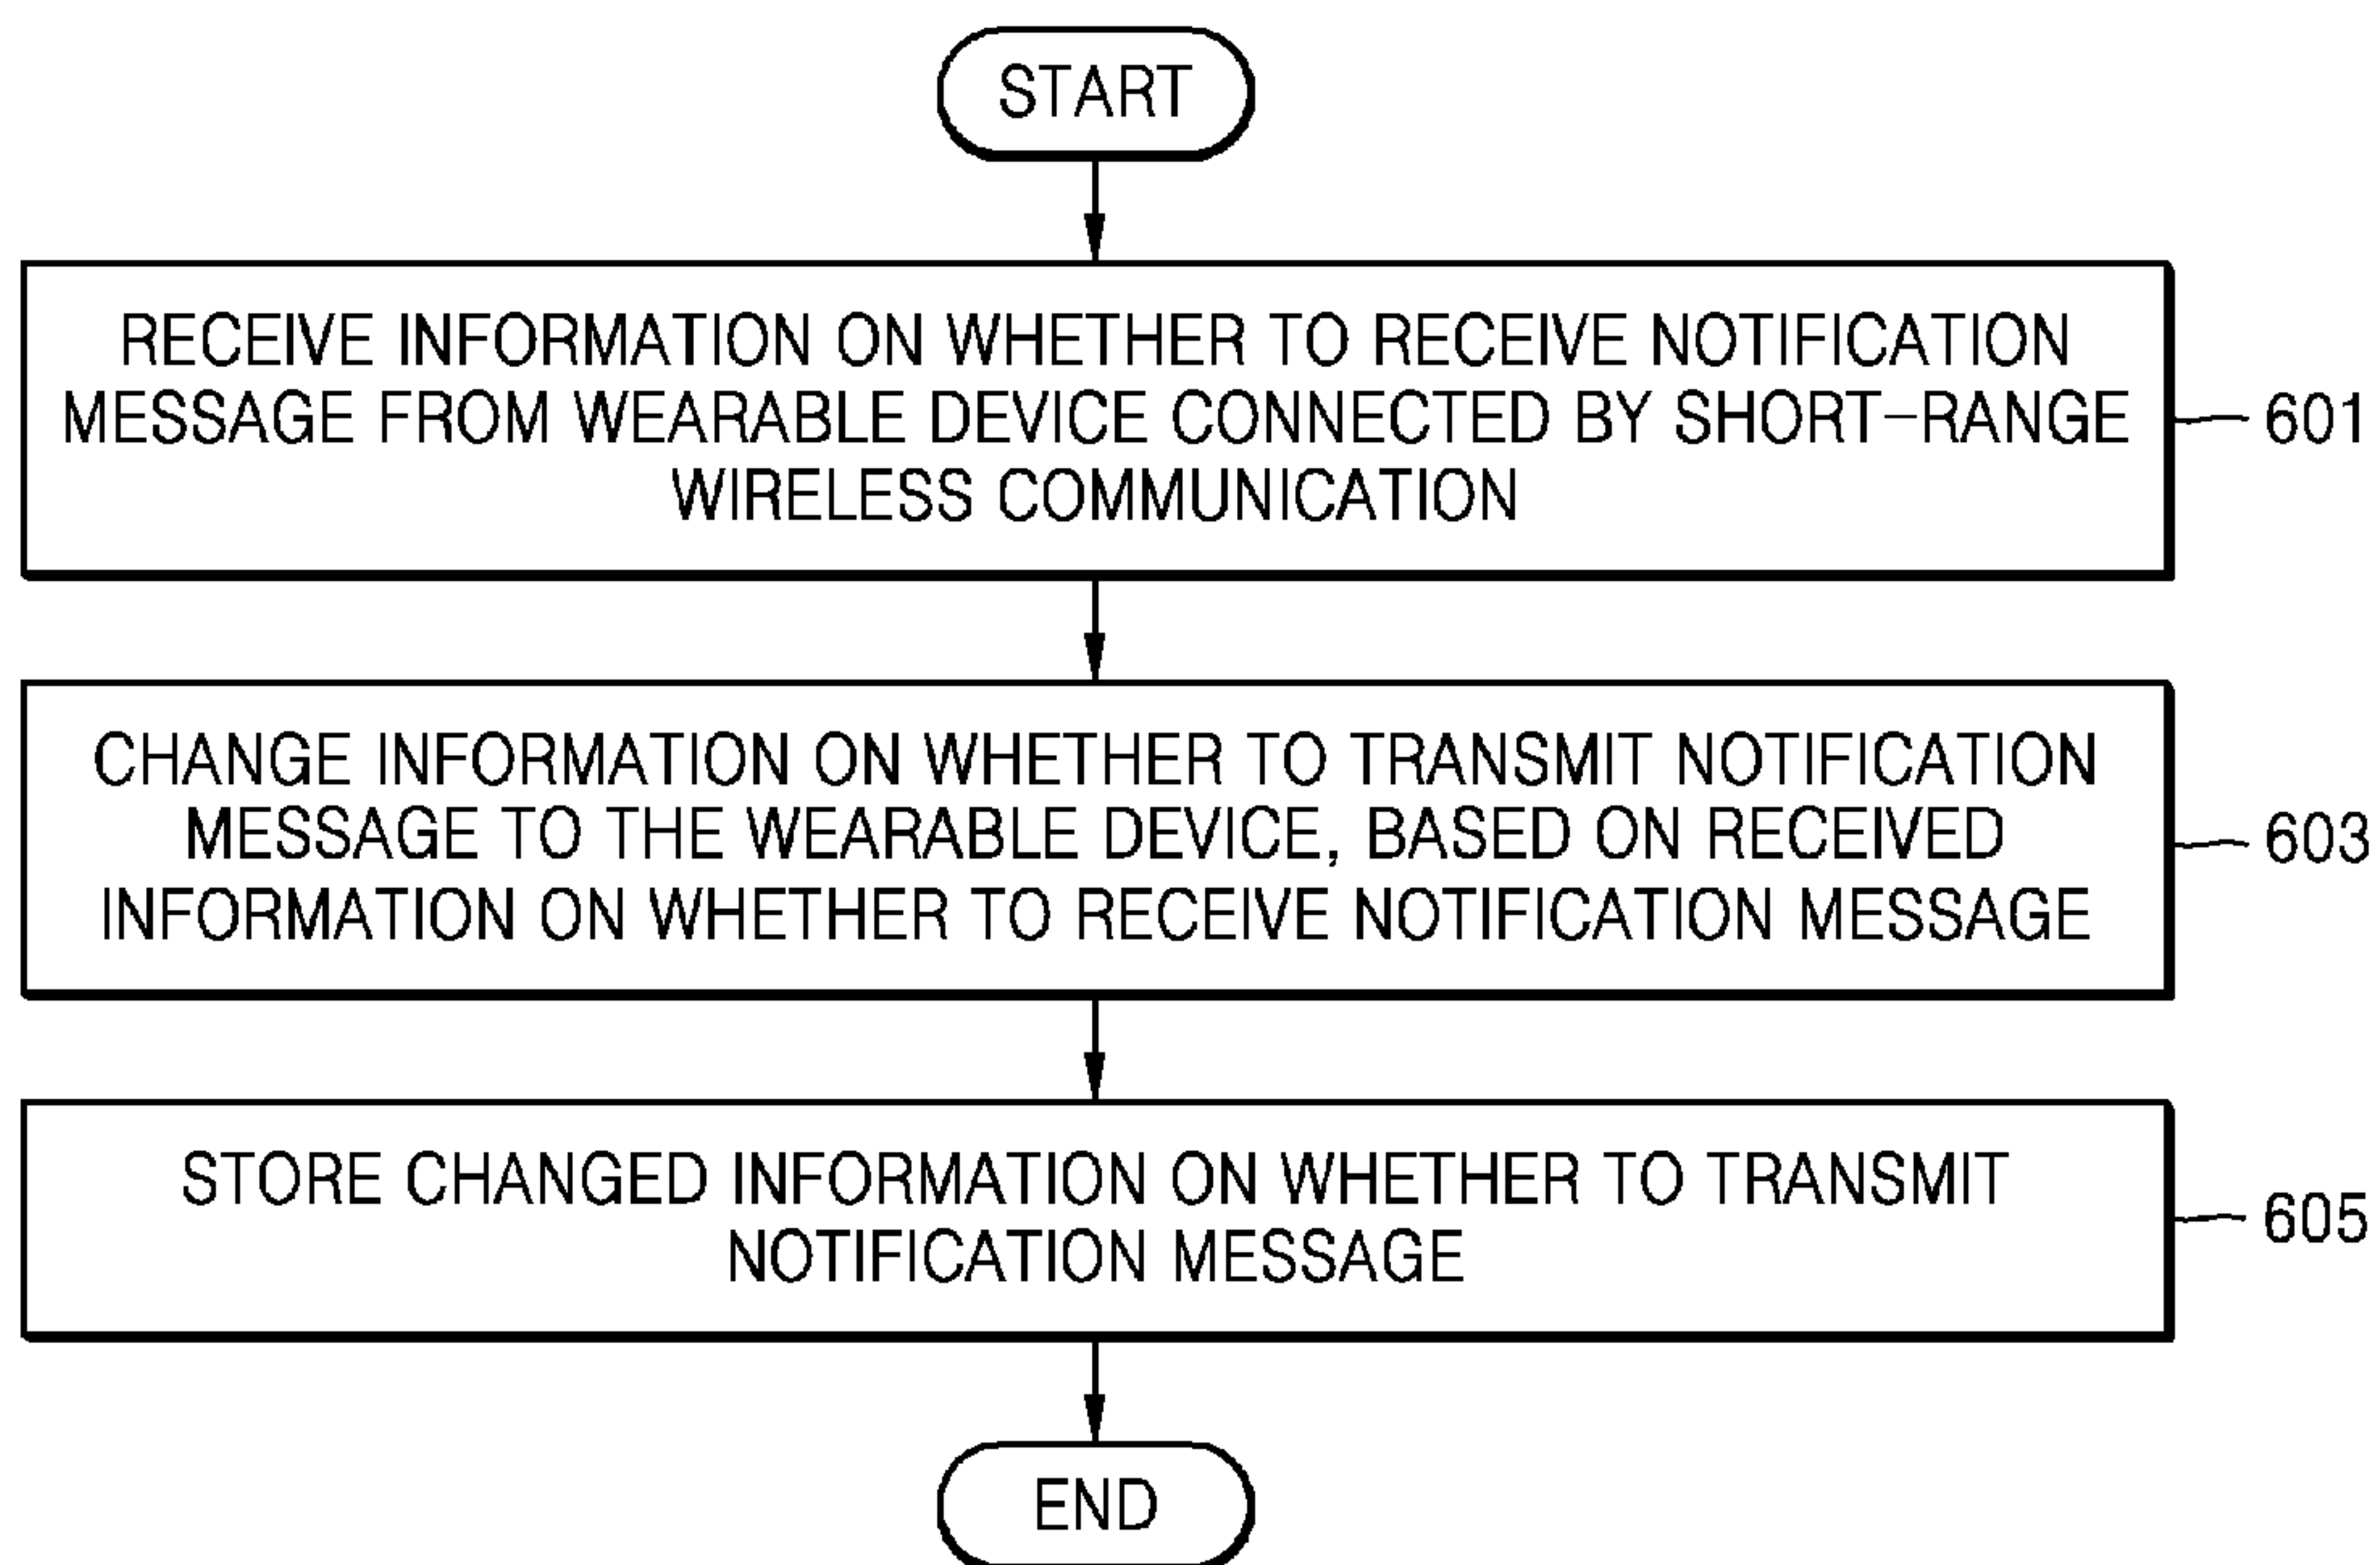 START
RECEIVE INFORMATION ON WHETHER TO RECEIVE NOTIFICATION
MESSAGE FROM WEARABLE DEVICE CONNECTED BY SHORT-RANGE
WIRELESS COMMUNICATION
601
CHANGE INFORMATION ON WHETHER TO TRANSMIT NOTIFICATION
MESSAGE TO THE WEARABLE DEVICE, BASED ON RECEIVED
INFORMATION ON WHETHER TO RECEIVE NOTIFICATION MESSAGE
603
STORE CHANGED INFORMATION ON WHETHER TO TRANSMIT
NOTIFICATION MESSAGE
605
END